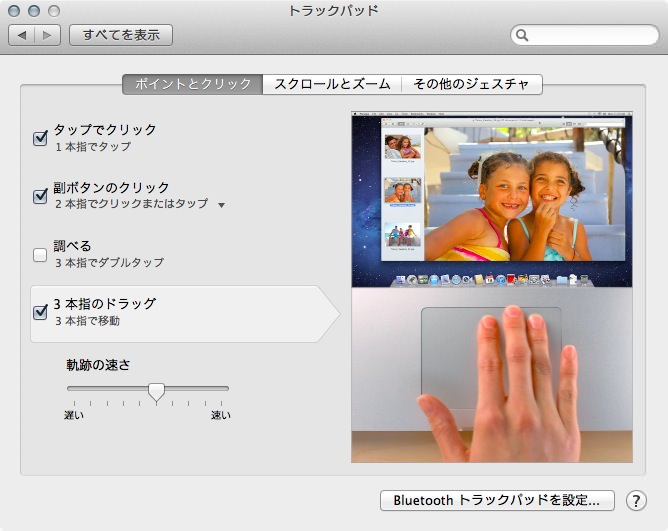 トラックパッド
すべてを表示
ポイントとクリック
スクロールとズーム
その他のジェスチャ
タップでクリック
1 本指でタップ
副ボタンのクリック
2 本指でクリックまたはタップ
調べる
3 本指でダブルタップ
3 本指のドラッグ
3 本指で移動
軌跡の速さ
遅い
速い
Bluetooth トラックパッドを設定...
?